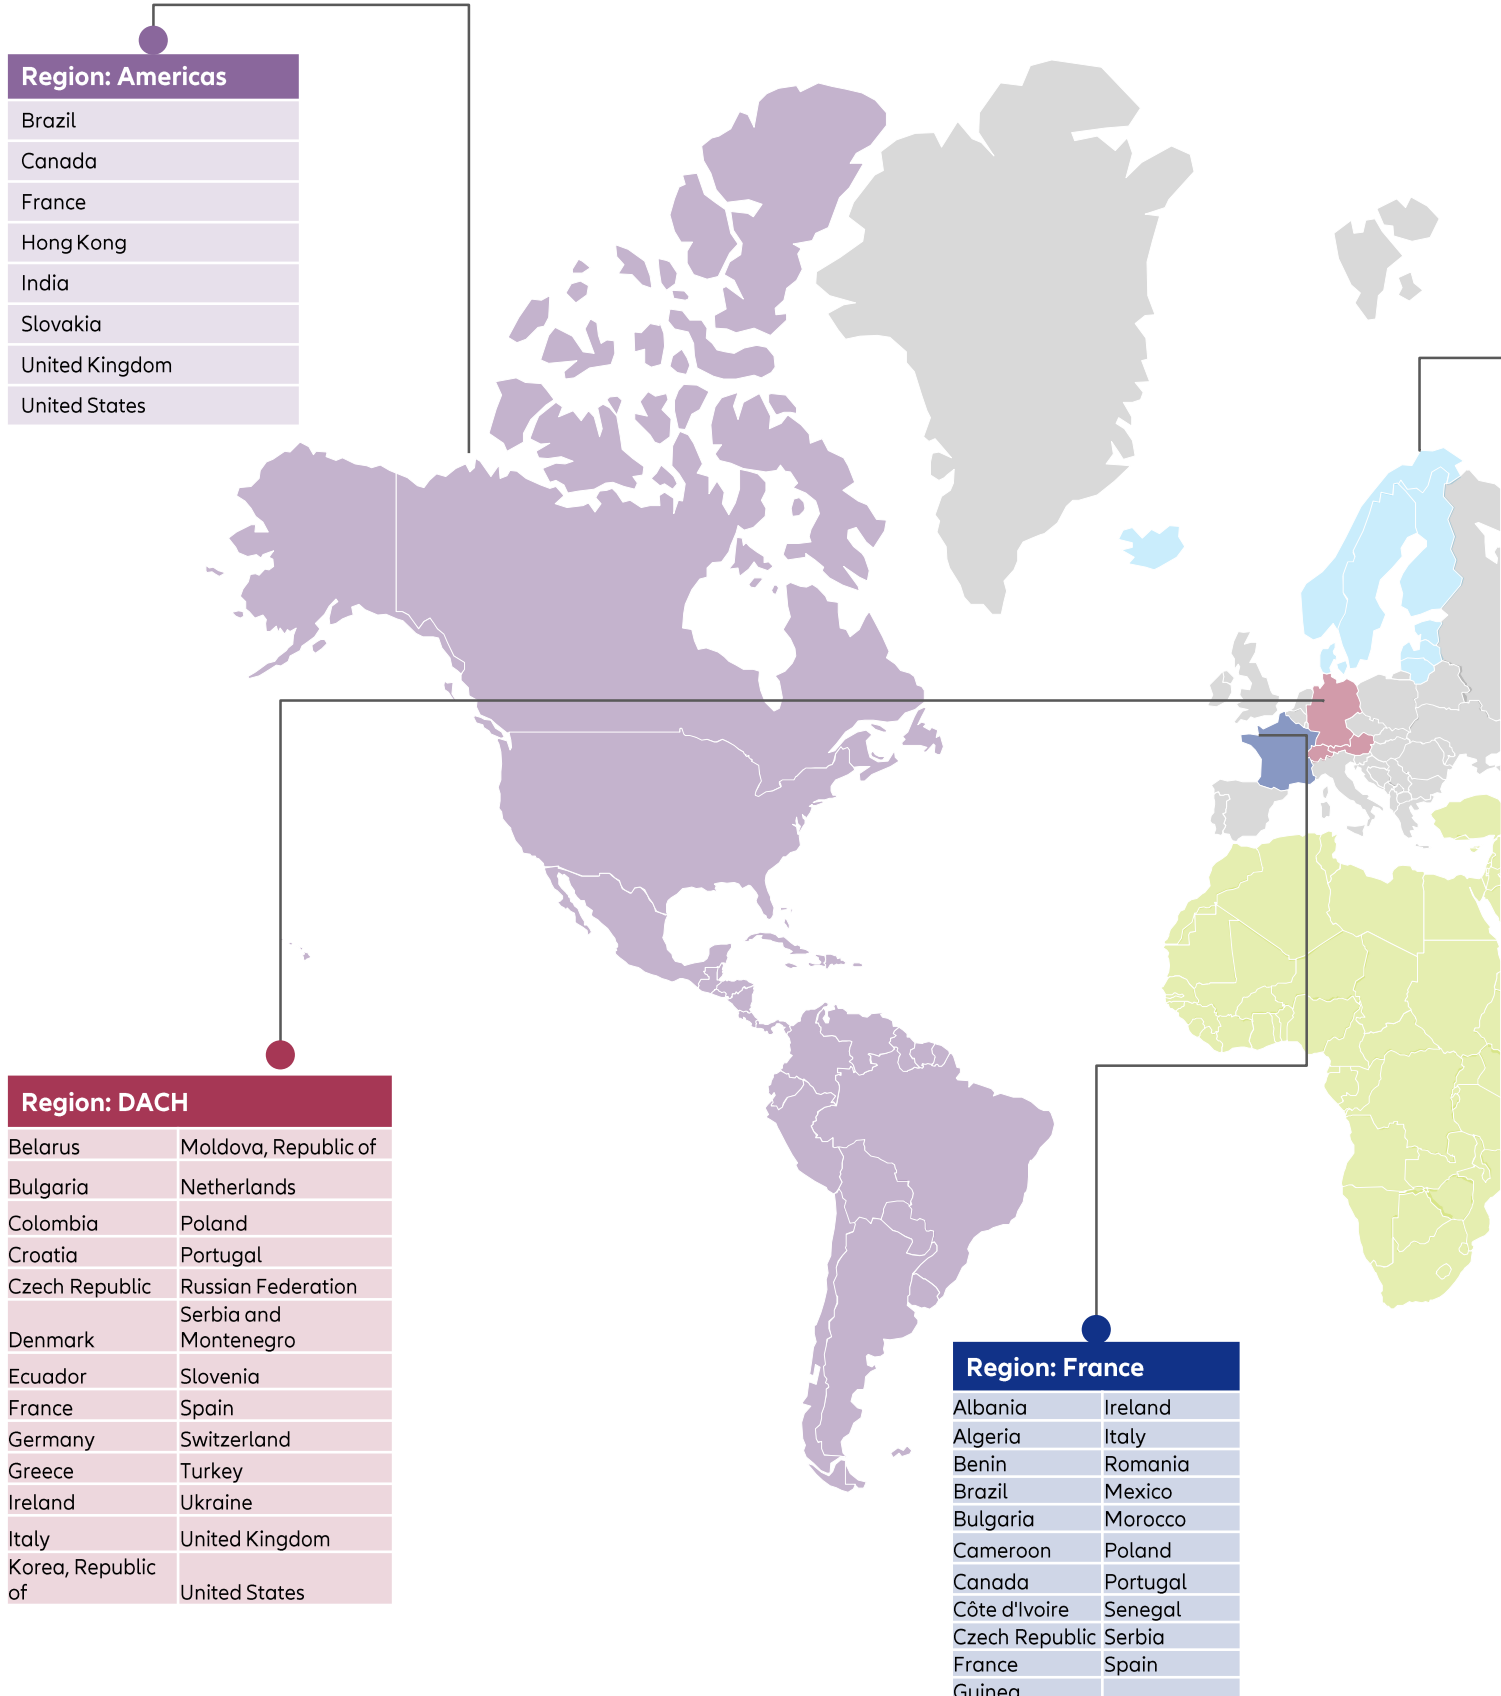 Region: Americas
Brazil
Canada
France
Hong Kong
India
Slovakia
United Kingdom
United States
Region: DACH
Belarus Moldova, Republic of
Bulgaria Netherlands
Colombia Poland
Croatia Portugal
Czech Republic Russian Federation
Serbia and
Denmark Montenegro
Ecuador Slovenia
France Spain
Germany Switzerland
Greece Turkey
Ireland Ukraine
Italy United Kingdom
Korea, Republic
of United States
Region: France
Albania Ireland
Algeria Italy
Benin Romania
Brazil Mexico
Bulgaria Morocco
Cameroon Poland
Canada Portugal
Côte d'Ivoire Senegal
Czech Republic Serbia
France Spain
Guinea